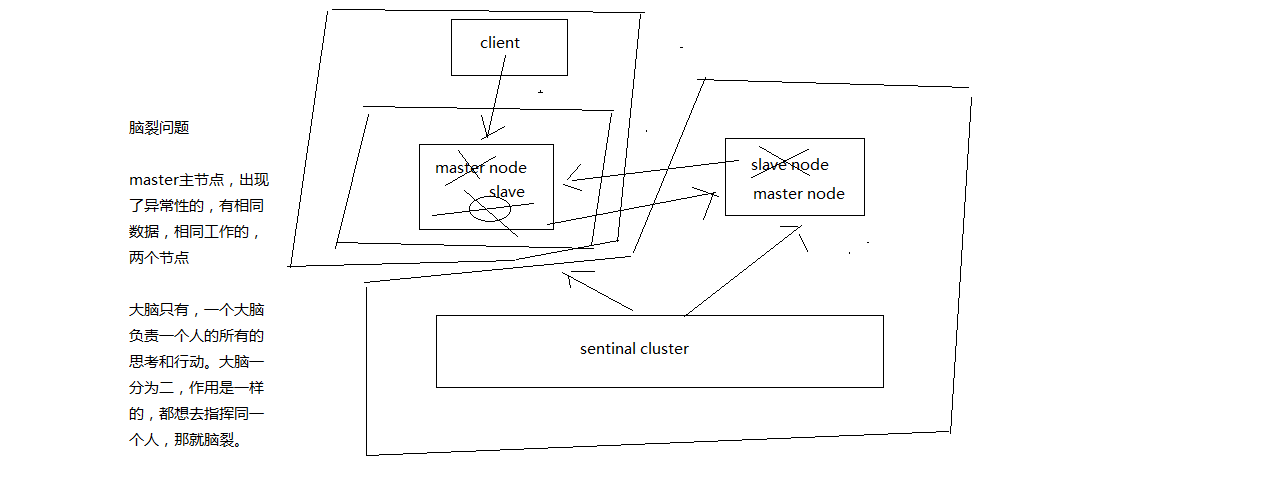 client
脑裂问题
master node
slave
slave node
master node
master主节点，出现
了异常性的，有相同
数据，相同工作的，
两个节点
大脑只有，一个大脑
负责一个人的所有的
思考和行动。大脑一
分为二，作用是一样
的，都想去指挥同一
个人，那就脑裂。
sentinal cluster